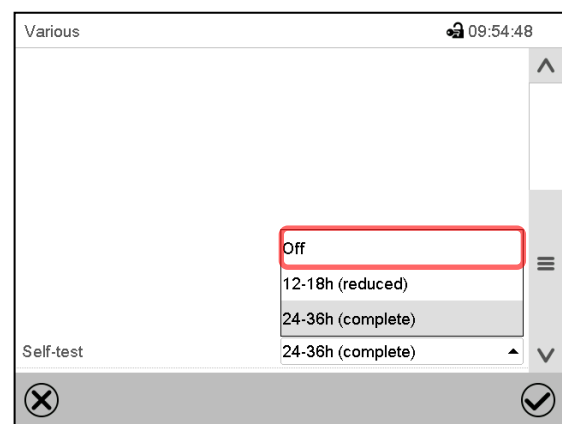 Various 09:54:48
Off
12-18h (reduced)
24-36h (complete)
Self-test 24-36h (complete)